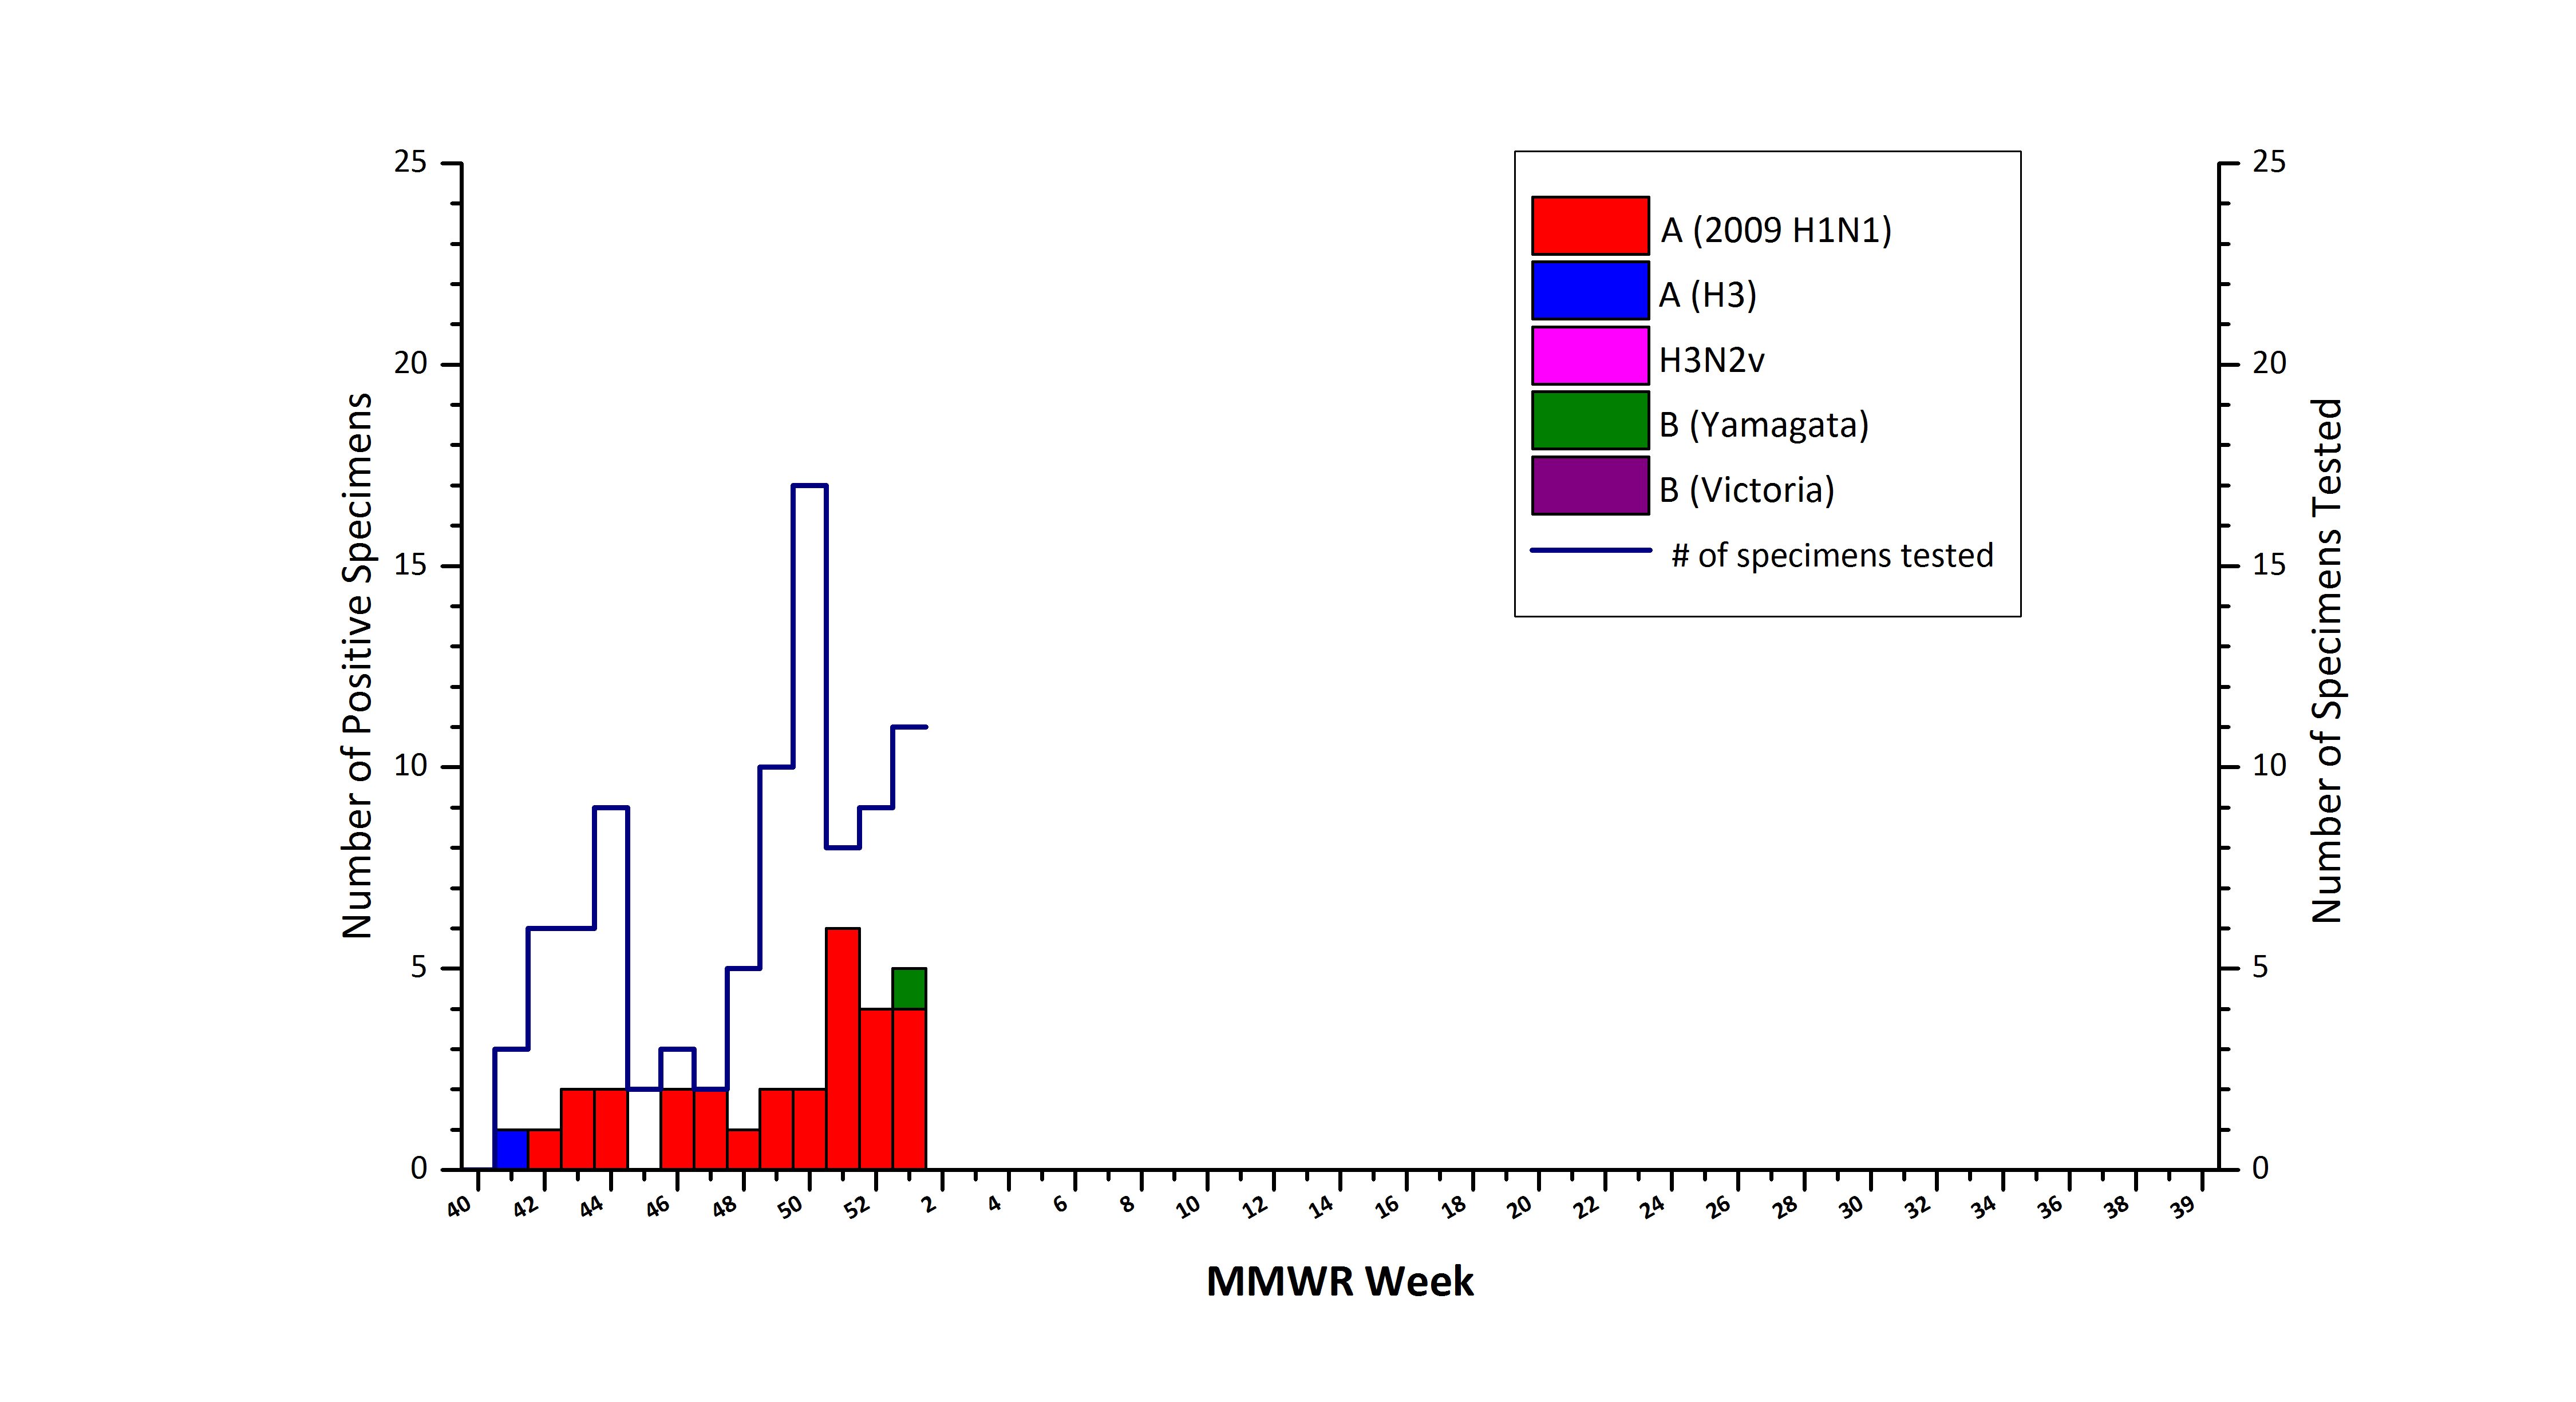 25
20
15
10
5
0
Number of Positive Specimens
A (2009 H1N1)
A (H3)
H3N2v
B (Yamagata)
B (Victoria)
# of specimens tested
25
20
15
10
5
0
Number of Specimens Tested
40 42 44 46 48 50 52 2 4 6 8 10 12 14 16 18 20 22 24 26 28 30 32 34 36 38 39
MMWR Week